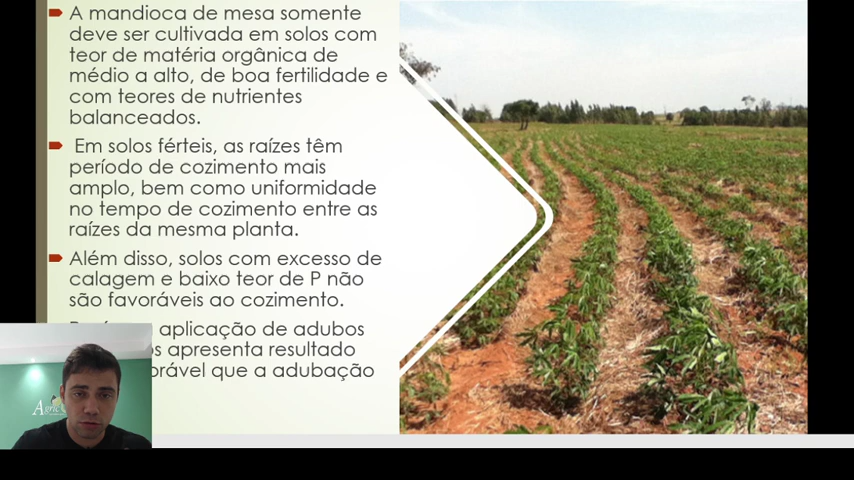 A mandioca de mesa somente
deve ser cultivada em solos com
teor de matéria orgânica de
médio a alto, de boa fertilidade e
com teores de nutrientes
balanceados.
Em solos férteis, as raízes têm
período de cozimento mais
amplo, bem como uniformidade
no tempo de cozimento entre as
raízes da mesma planta.
Além disso, solos com excesso de
calagem e baixo teor de P não
são favoráveis ao cozimento.
aplicação de adubos
apresenta resultado
que a adubação